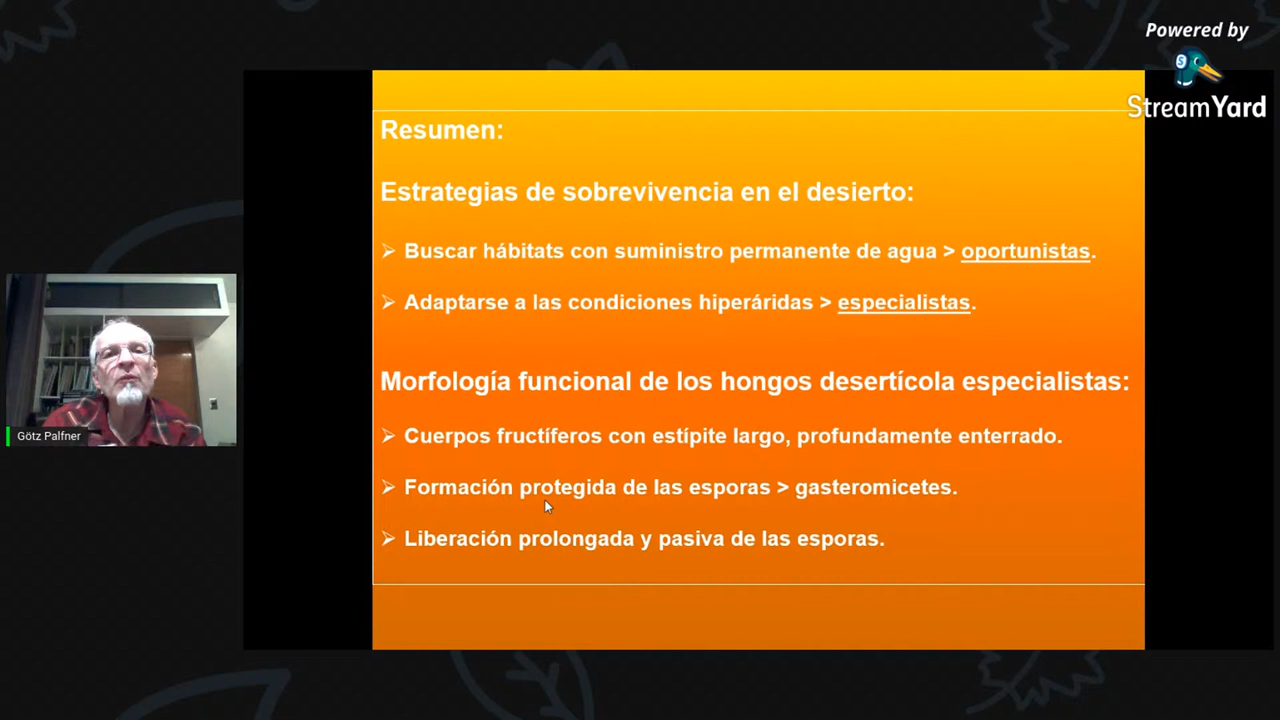 Powered by
StreamYard
Resumen:
Estrategias de sobrevivencia en el desierto:
Buscar hábitats con suministro permanente de agua > oportunistas.
Adaptarse a las condiciones hiperáridas > especialistas.
Morfología funcional de los hongos desertícola especialistas:
Cuerpos fructíferos con estípite largo, profundamente enterrado.
Formación protegida de las esporas > gasteromicetes.
Liberación prolongada y pasiva de las esporas.
Götz Palfner